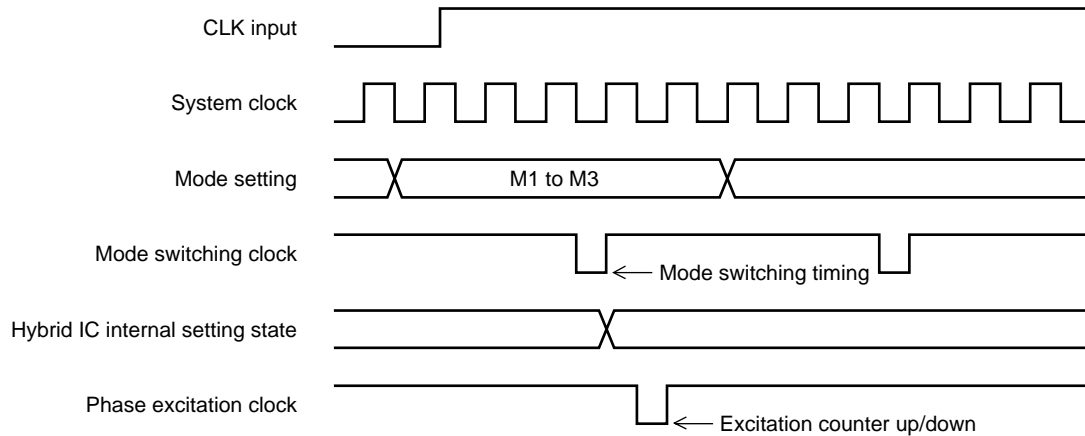 CLK input
System clock
Mode setting
M1 to M3
Mode switching clock
Mode switching timing
Hybrid IC internal setting state
Phase excitation clock
Excitation counter up/down